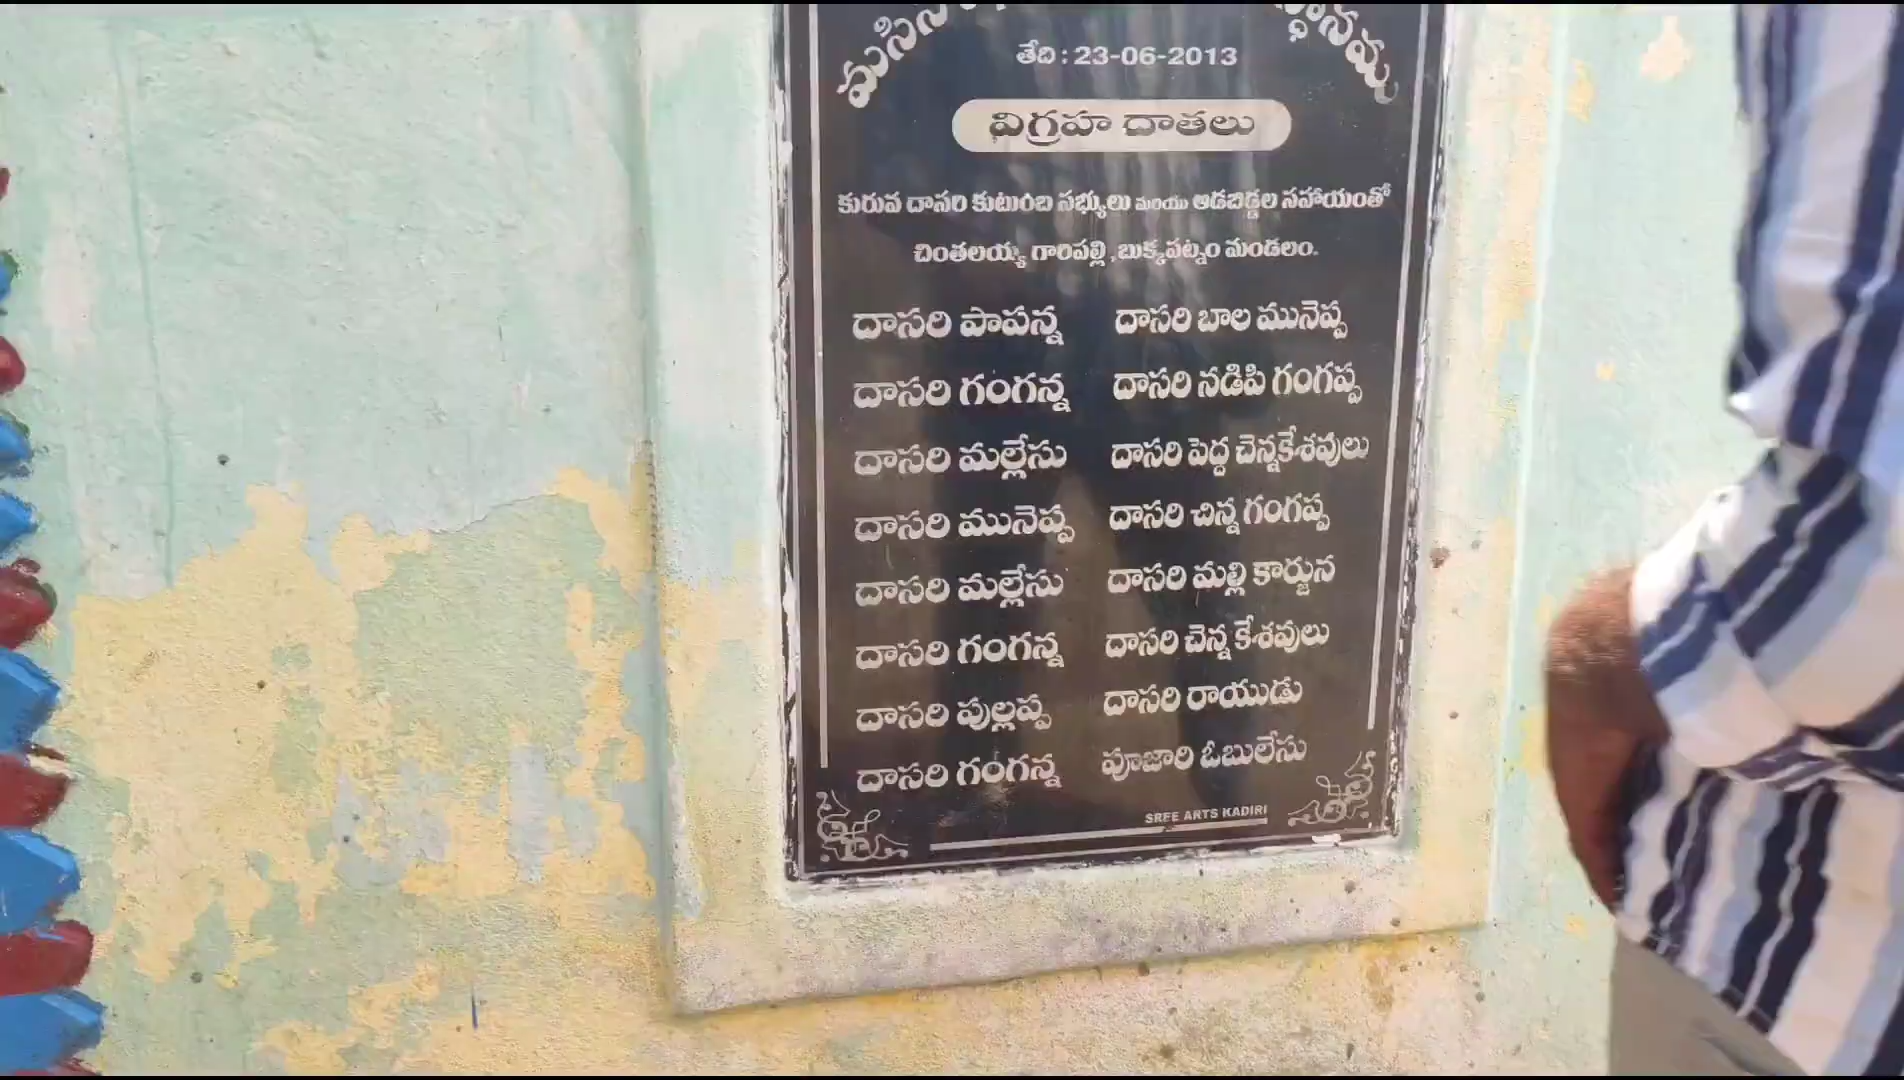 తేది : 23-06-2013
విగ్రహ దాతలు
కురువ దాసరి కుటుంబ సభ్యులు మరియు ఆడబిడ్డల సహాయంతో
చింతలయ్య గారిపల్లి, బుక్కపట్నం మండలం.
దాసరి పాపన్న దాసరి బాల మునెప్ప
దాసరి గంగన్న దాసరి నడిపి గంగప్ప
దాసరి మల్లేసు దాసరి పెద్ద చెన్నకేశవులు
దాసరి మునెప్ప దాసరి చిన్న గంగప్ప
దాసరి మల్లేసు దాసరి మల్లి కార్జున
దాసరి గంగన్న దాసరి చెన్న కేశవులు
దాసరి పుల్లప్ప దాసరి రాయుడు
దాసరి గంగన్న పూజారి ఓబులేసు
SREE ARTS KADIRI